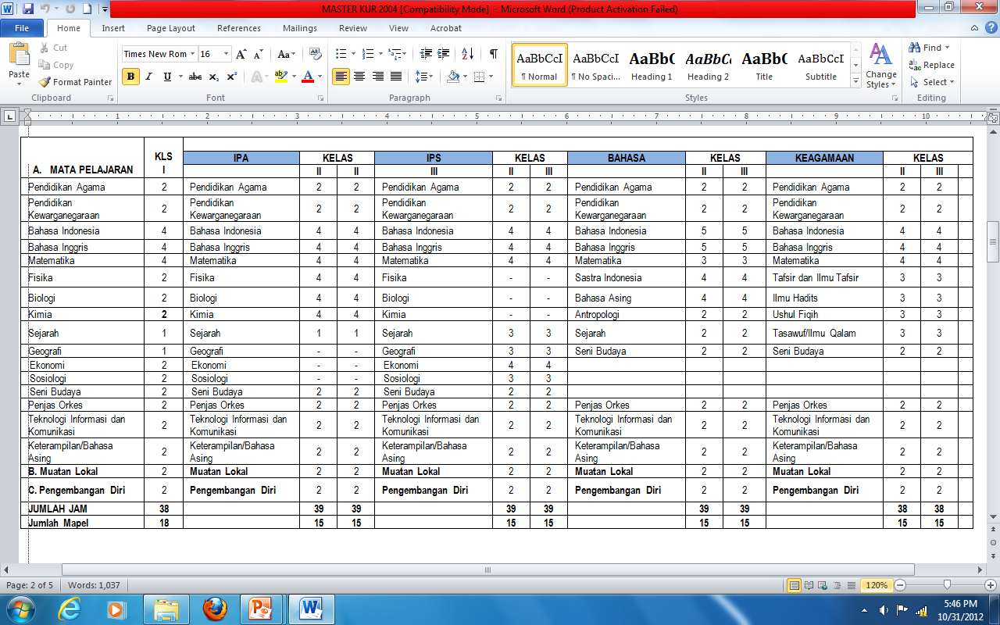 MASTER KUR 2004 [Compatibility Mode] - Microsoft Word (Product Activation Failed)
File Home Insert Page Layout References Mailings Review View Acrobat
Paste Cut Copy Format Painter
Times New Rom 16
AaBbCcI AaBbCcI AaBbC AaBbCc AaBbC AaBbCcI
¶ Normal ¶ No Spaci... Heading 1 Heading 2 Title Subtitle
Change Styles
Find Replace Select
Clipboard Font Paragraph Styles Editing
1 2 3 4 5 6 7 8 9 10
A. MATA PELAJARAN KLS I
IPA KELAS IPS KELAS BAHASA KELAS KEAGAMAAN KELAS
II II III II III II III II III
Pendidikan Agama 2 Pendidikan Agama 2 2 Pendidikan Agama 2 2 Pendidikan Agama 2 2 Pendidikan Agama 2 2
Pendidikan Kewarganegaraan 2 Pendidikan Kewarganegaraan 2 2 Pendidikan Kewarganegaraan 2 2 Pendidikan Kewarganegaraan 2 2 Pendidikan Kewarganegaraan 2 2
Bahasa Indonesia 4 Bahasa Indonesia 4 4 Bahasa Indonesia 4 4 Bahasa Indonesia 5 5 Bahasa Indonesia 4 4
Bahasa Inggris 4 Bahasa Inggris 4 4 Bahasa Inggris 4 4 Bahasa Inggris 5 5 Bahasa Inggris 4 4
Matematika 4 Matematika 4 4 Matematika 4 4 Matematika 3 3 Matematika 4 4
Fisika 2 Fisika 4 4 Fisika - - Sastra Indonesia 4 4 Tafsir dan Ilmu Tafsir 3 3
Biologi 2 Biologi 4 4 Biologi - - Bahasa Asing 4 4 Ilmu Hadits 3 3
Kimia 2 Kimia 4 4 Kimia - - Antropologi 2 2 Ushul Fiqih 3 3
Sejarah 1 Sejarah 1 1 Sejarah 3 3 Sejarah 2 2 Tasawuf/Ilmu Qalam 3 3
Geografi 1 Geografi - - Geografi 3 3 Seni Budaya 2 2 Seni Budaya 2 2
Ekonomi 2 Ekonomi - - Ekonomi 4 4
Sosiologi 2 Sosiologi - - Sosiologi 3 3
Seni Budaya 2 Seni Budaya 2 2 Seni Budaya 2 2
Penjas Orkes 2 Penjas Orkes 2 2 Penjas Orkes 2 2 Penjas Orkes 2 2 Penjas Orkes 2 2
Teknologi Informasi dan Komunikasi 2 Teknologi Informasi dan Komunikasi 2 2 Teknologi Informasi dan Komunikasi 2 2 Teknologi Informasi dan Komunikasi 2 2 Teknologi Informasi dan Komunikasi 2 2
Keterampilan/Bahasa Asing 2 Keterampilan/Bahasa Asing 2 2 Keterampilan/Bahasa Asing 2 2 Keterampilan/Bahasa Asing 2 2 Keterampilan/Bahasa Asing 2 2
B. Muatan Lokal 2 Muatan Lokal 2 2 Muatan Lokal 2 2 Muatan Lokal 2 2 Muatan Lokal 2 2
C. Pengembangan Diri 2 Pengembangan Diri 2 2 Pengembangan Diri 2 2 Pengembangan Diri 2 2 Pengembangan Diri 2 2
JUMLAH JAM 38 39 39 39 39 39 39 38 38
Jumlah Mapel 18 15 15 15 15 15 15 15 15
Page: 2 of 5 Words: 1,037 120%
5:46 PM
10/31/2012